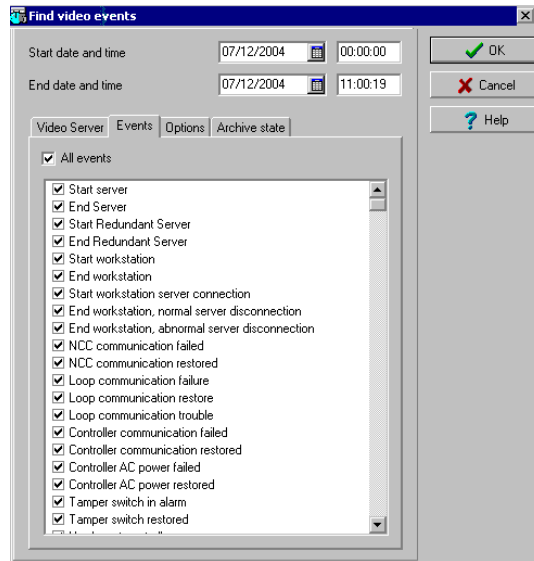 Find video events
Start date and time 07/12/2004 00:00:00
End date and time 07/12/2004 11:00:19
OK
Cancel
Help
Video Server Events Options Archive state
All events
Start server
End Server
Start Redundant Server
End Redundant Server
Start workstation
End workstation
Start workstation server connection
End workstation, normal server disconnection
End workstation, abnormal server disconnection
NCC communication failed
NCC communication restored
Loop communication failure
Loop communication restore
Loop communication trouble
Controller communication failed
Controller communication restored
Controller AC power failed
Controller AC power restored
Tamper switch in alarm
Tamper switch restored